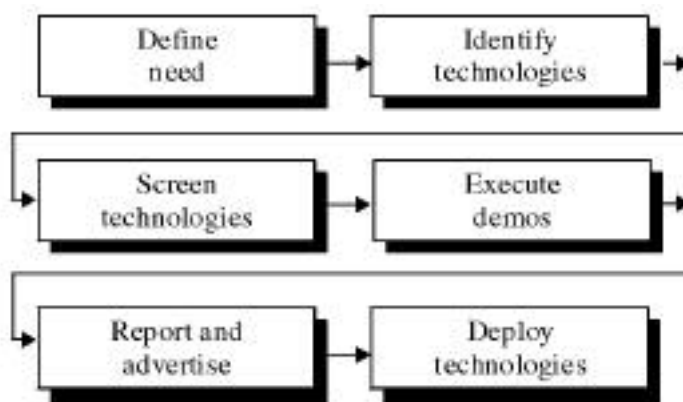 Define
need
Identify
technologies
Screen
technologies
Execute
demos
Report and
advertise
Deploy
technologies